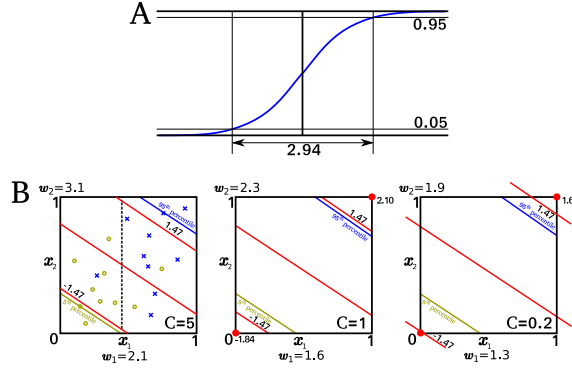 A
0.95
0.05
2.94
B
w₂=3.1
w₂=2.3
w₂=1.9
1
95th percentile
1.47
x₂
-1.47
5th percentile
C=5
0
x₁
1
w₁=2.1
1
2.10
1.47
95th percentile
x₂
5th percentile
-1.47
C=1
0
-1.84
x₁
1
w₁=1.6
1
1.6
1.47
95th percentile
x₂
5th percentile
-1.47
C=0.2
0
x₁
1
w₁=1.3